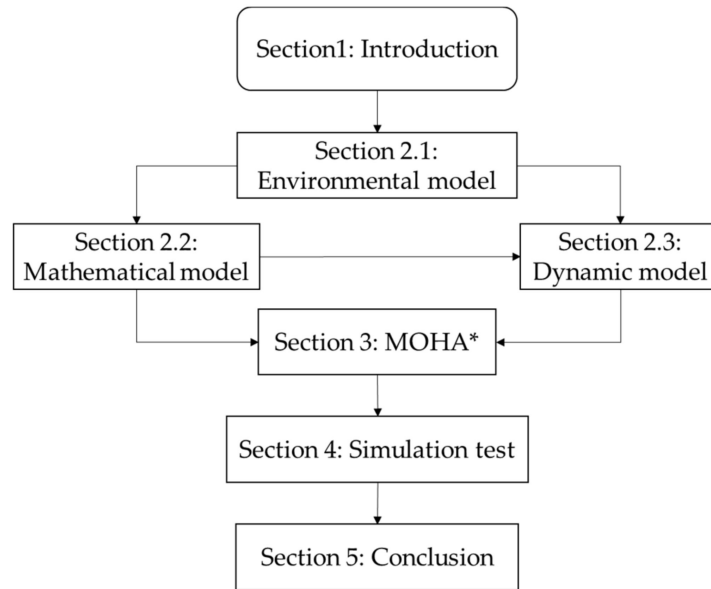 Section1: Introduction
Section 2.1:
Environmental model
Section 2.2:
Mathematical model
Section 2.3:
Dynamic model
Section 3: MOHA*
Section 4: Simulation test
Section 5: Conclusion